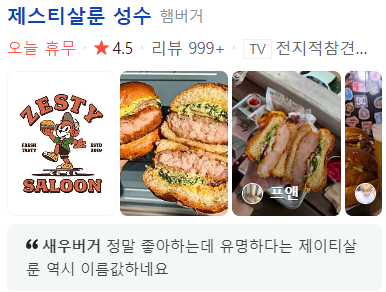 제스티살룬 성수 햄버거
오늘 휴무 · ★ 4.5 · 리뷰 999+ · TV 전지적참견...
ZESTY
FRESH TASTY
ESTD 2019
SALOON
프앤
❝ 새우버거 정말 좋아하는데 유명하다는 제이티살
룬 역시 이름값하네요